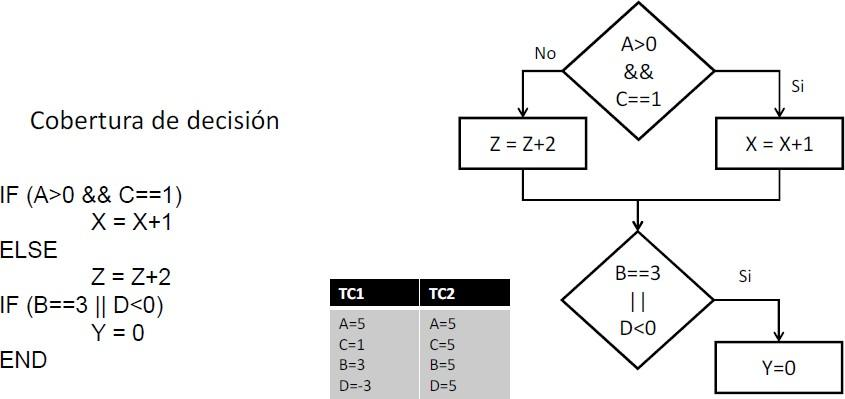 Cobertura de decisión
IF (A>0 && C==1)
X = X+1
ELSE
Z = Z+2
IF (B==3 || D<0)
Y = 0
END
TC1 TC2
A=5 A=5
C=1 C=5
B=3 B=5
D=-3 D=5
A>0
&&
C==1
No
Si
Z = Z+2
X = X+1
B==3
||
D<0
Si
Y=0